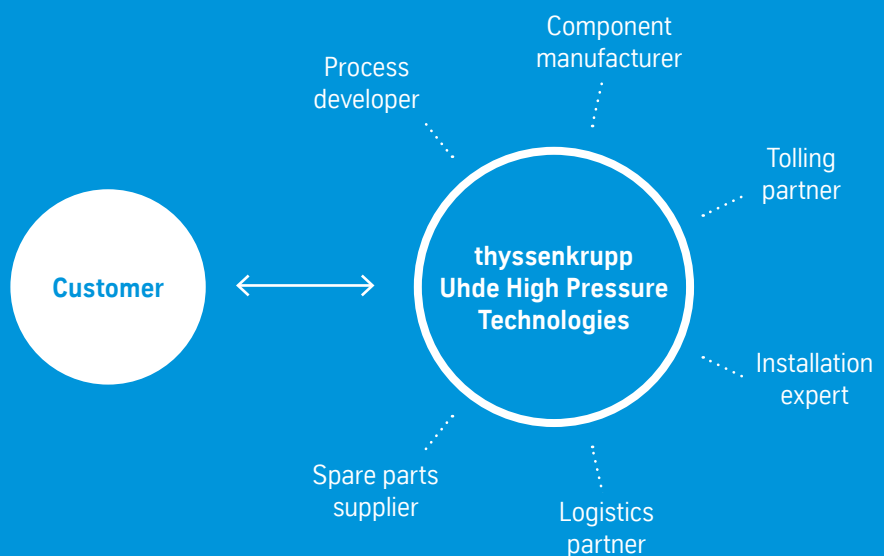 Component
manufacturer
Process
developer
Tolling
partner
Customer
thyssenkrupp
Uhde High Pressure
Technologies
Installation
expert
Spare parts
supplier
Logistics
partner